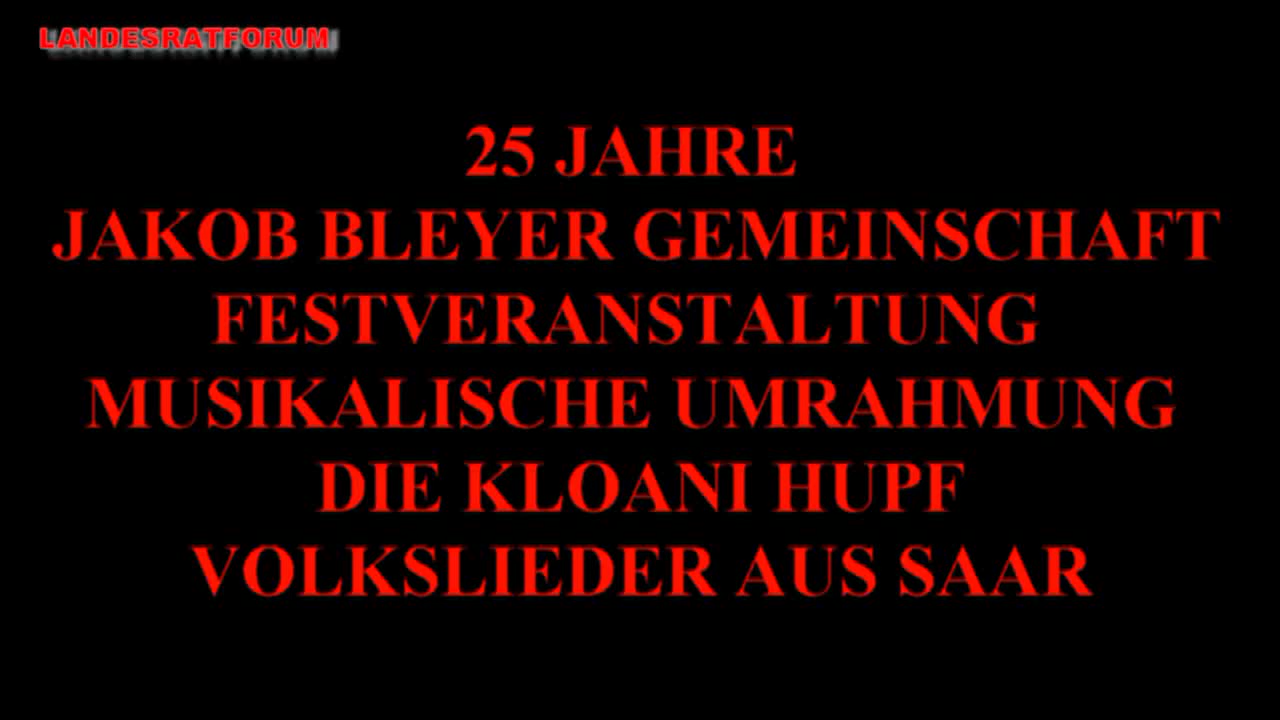 LANDESRATFORUM
25 JAHRE
JAKOB BLEYER GEMEINSCHAFT
FESTVERANSTALTUNG
MUSIKALISCHE UMRAHMUNG
DIE KLOANI HUPF
VOLKSLIEDER AUS SAAR